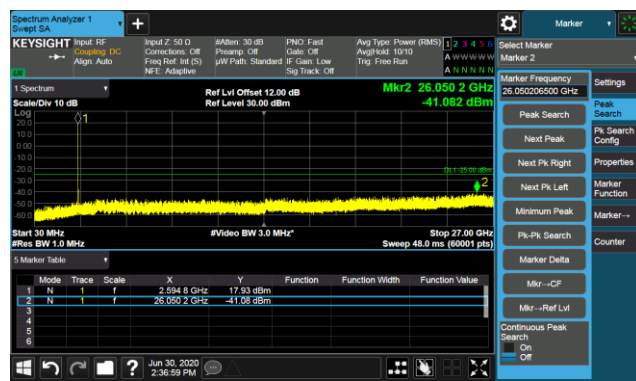 Spectrum Analyzer 1
Swept SA
+
Marker
KEYSIGHT
Input: RF
Coupling: DC
Align: Auto
Input Z: 50 Ω
Corrections: Off
Freq Ref: Int (S)
NFE: Adaptive
#Atten: 30 dB
Preamp: Off
µW Path: Standard
PNO: Fast
Gate: Off
IF Gain: Low
Sig Track: Off
Avg Type: Power (RMS)
Avg|Hold: 10/10
Trig: Free Run
1 2 3 4 5 6
A W W W W W
A N N N N N
Select Marker
Marker 2
1 Spectrum
Scale/Div 10 dB
Ref Lvl Offset 12.00 dB
Ref Level 30.00 dBm
Mkr2 26.050 2 GHz
-41.082 dBm
Log
20.0
10.0
0.00
-10.0
-20.0
-30.0
-40.0
-50.0
-60.0
1
DL1 -25.00 dBm
2
Start 30 MHz
#Video BW 3.0 MHz*
Stop 27.00 GHz
#Res BW 1.0 MHz
Sweep 48.0 ms (60001 pts)
5 Marker Table
Mode Trace Scale X Y Function Function Width Function Value
1 N 1 f 2.594 8 GHz 17.93 dBm
2 N 1 f 26.050 2 GHz -41.08 dBm
3
4
5
6
Marker Frequency
26.050206500 GHz
Peak Search
Next Peak
Next Pk Right
Next Pk Left
Minimum Peak
Pk-Pk Search
Marker Delta
Mkr→CF
Mkr→Ref Lvl
Continuous Peak
Search
On
Off
Settings
Peak
Search
Pk Search
Config
Properties
Marker
Function
Marker→
Counter
?
Jun 30, 2020
2:36:59 PM